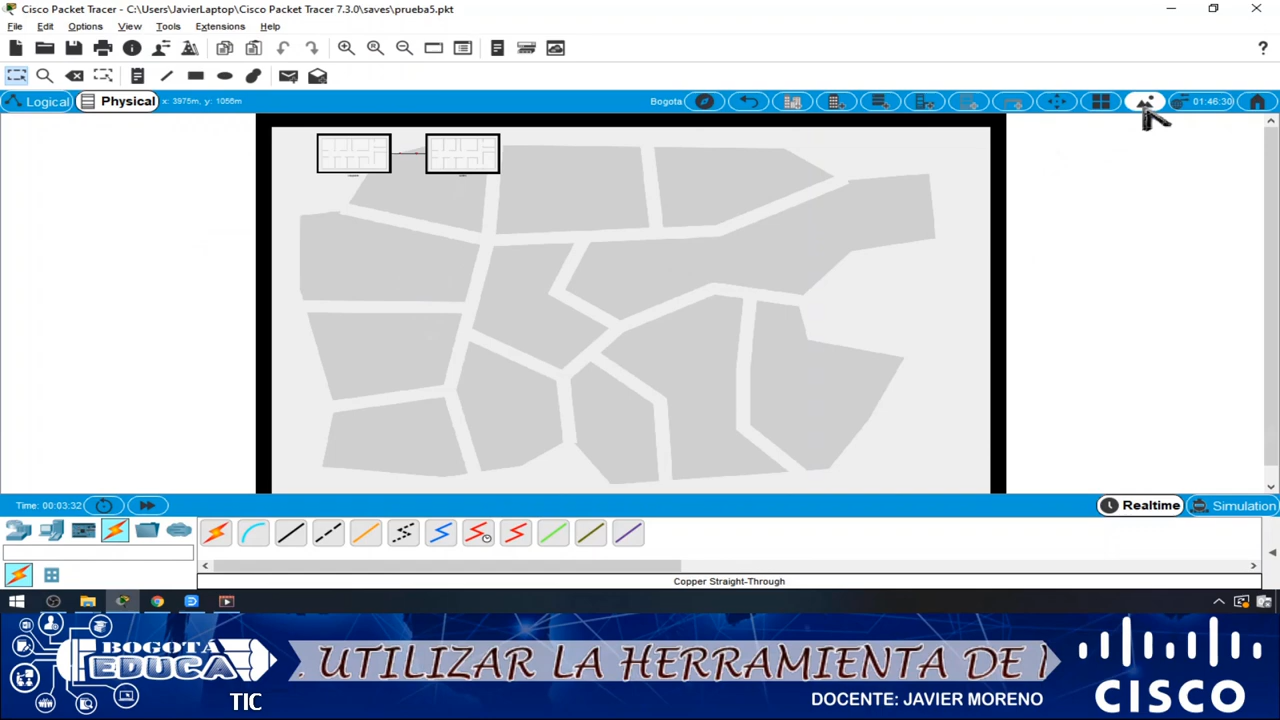 Cisco Packet Tracer - C:\Users\JavierLaptop\Cisco Packet Tracer 7.3.0\saves\prueba5.pkt
File Edit Options View Tools Extensions Help
?
Logical Physical x: 3975m, y: 1056m Bogota 01:46:30
Time: 00:03:32 Realtime Simulation
Copper Straight-Through
BOGOTÁ
EDUCA
TIC
. UTILIZAR LA HERRAMIENTA DE
DOCENTE: JAVIER MORENO
CISCO